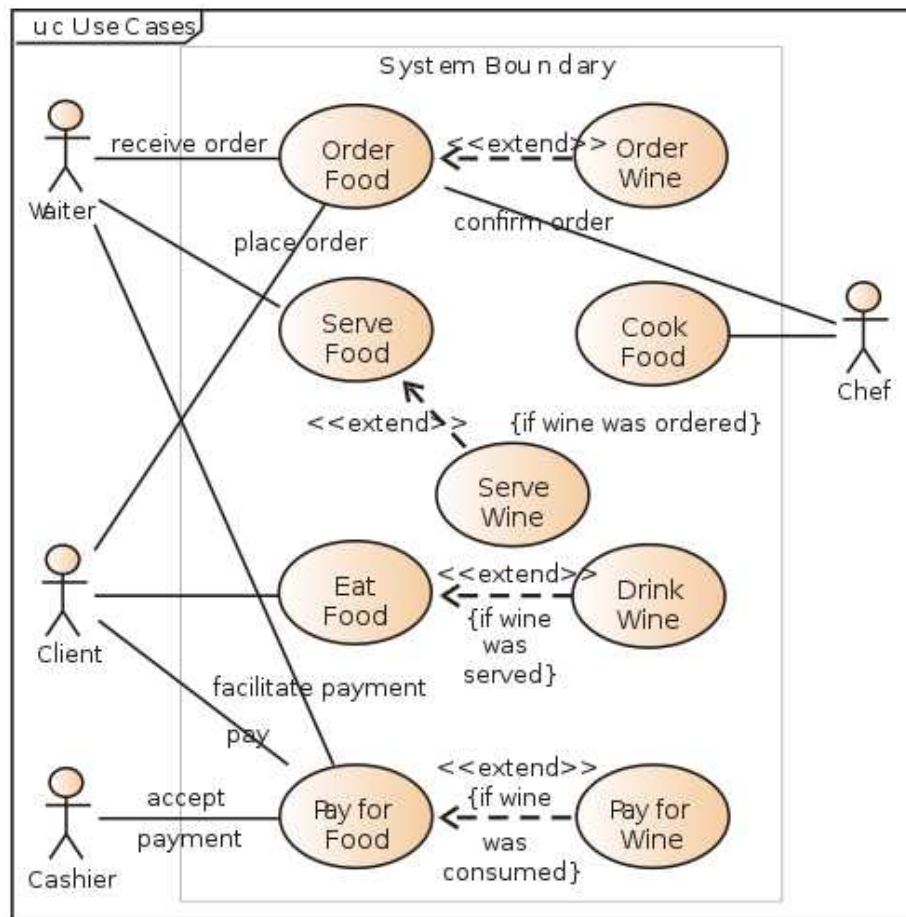 uc Use Cases
System Boundary
receive order
Order
Food
<<extend>>
Order
Wine
Waiter
place order
confirm order
Serve
Food
Cook
Food
Chef
<<extend>>
{if wine was ordered}
Serve
Wine
Eat
Food
<<extend>>
{if wine
was
served}
Drink
Wine
Client
facilitate payment
pay
<<extend>>
accept
payment
Pay for
Food
{if wine
was
consumed}
Pay for
Wine
Cashier